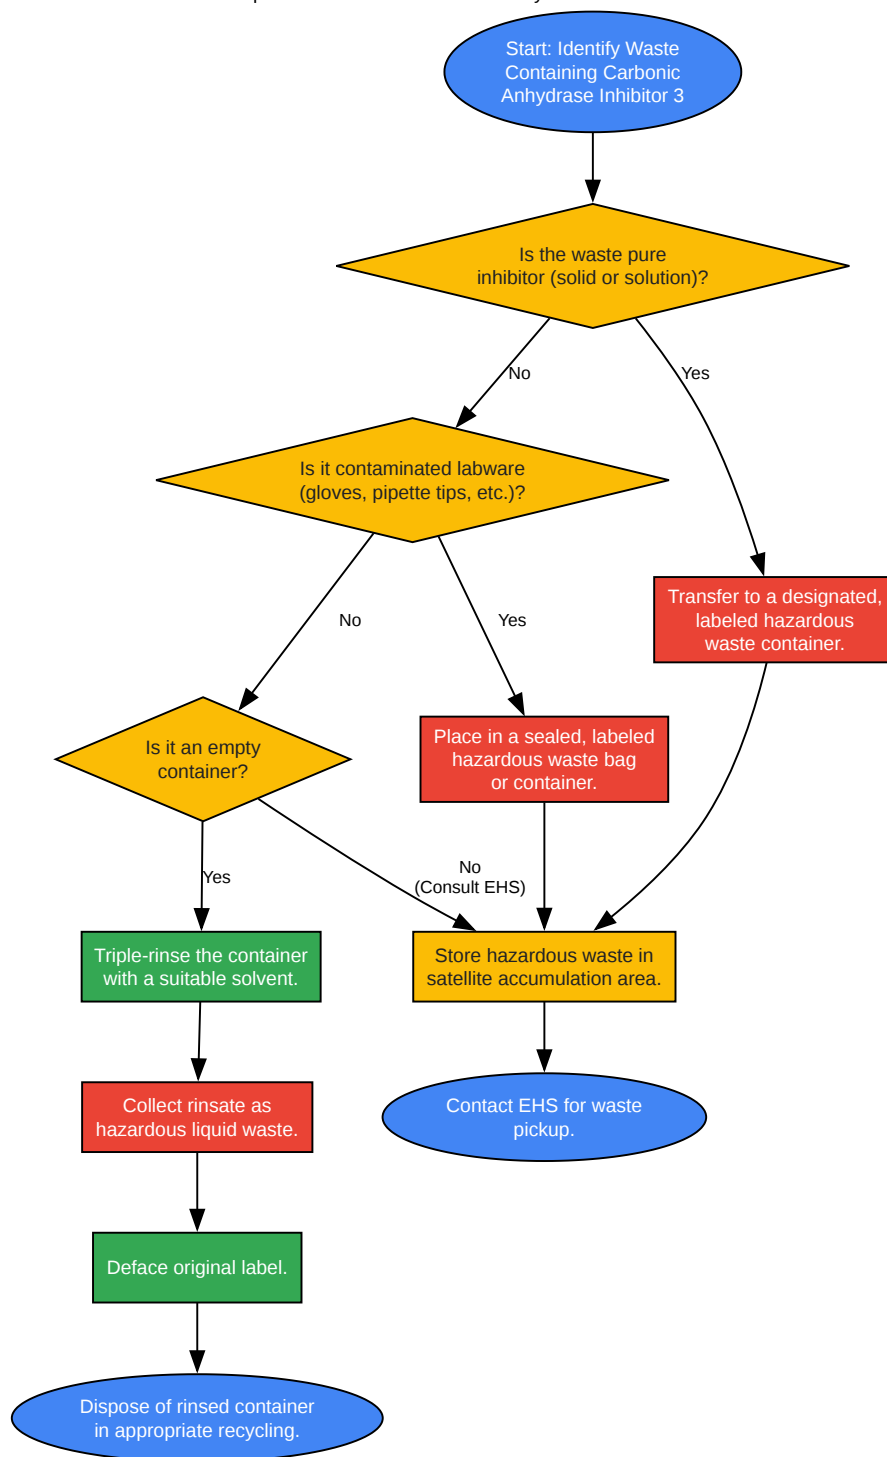 Start: Identify Waste
Containing Carbonic
Anhydrase Inhibitor 3
Is the waste pure
inhibitor (solid or solution)?
No
Yes
Is it contaminated labware
(gloves, pipette tips, etc.)?
No
Yes
Transfer to a designated,
labeled hazardous
waste container.
Is it an empty
container?
Place in a sealed, labeled
hazardous waste bag
or container.
Yes
No
(Consult EHS)
Triple-rinse the container
with a suitable solvent.
Store hazardous waste in
satellite accumulation area.
Collect rinsate as
hazardous liquid waste.
Contact EHS for waste
pickup.
Deface original label.
Dispose of rinsed container
in appropriate recycling.